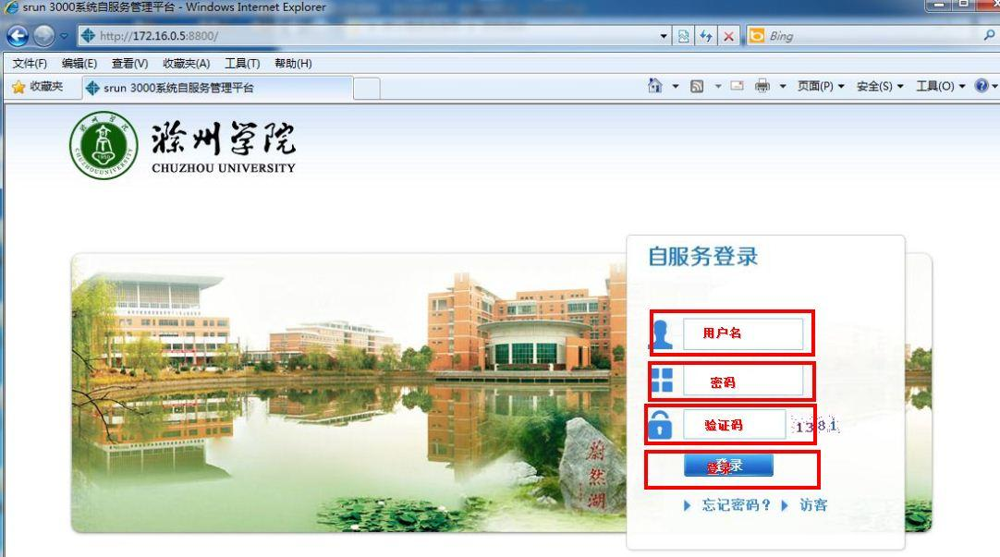 srun 3000系统自服务管理平台 - Windows Internet Explorer
http://172.16.0.5:8800/
Bing
文件(F) 编辑(E) 查看(V) 收藏夹(A) 工具(T) 帮助(H)
收藏夹 srun 3000系统自服务管理平台 页面(P) 安全(S) 工具(O)
滁州学院
CHUZHOU UNIVERSITY
自服务登录
用户名
密码
验证码 1381
登录
登录
忘记密码? 访客
蔚然湖